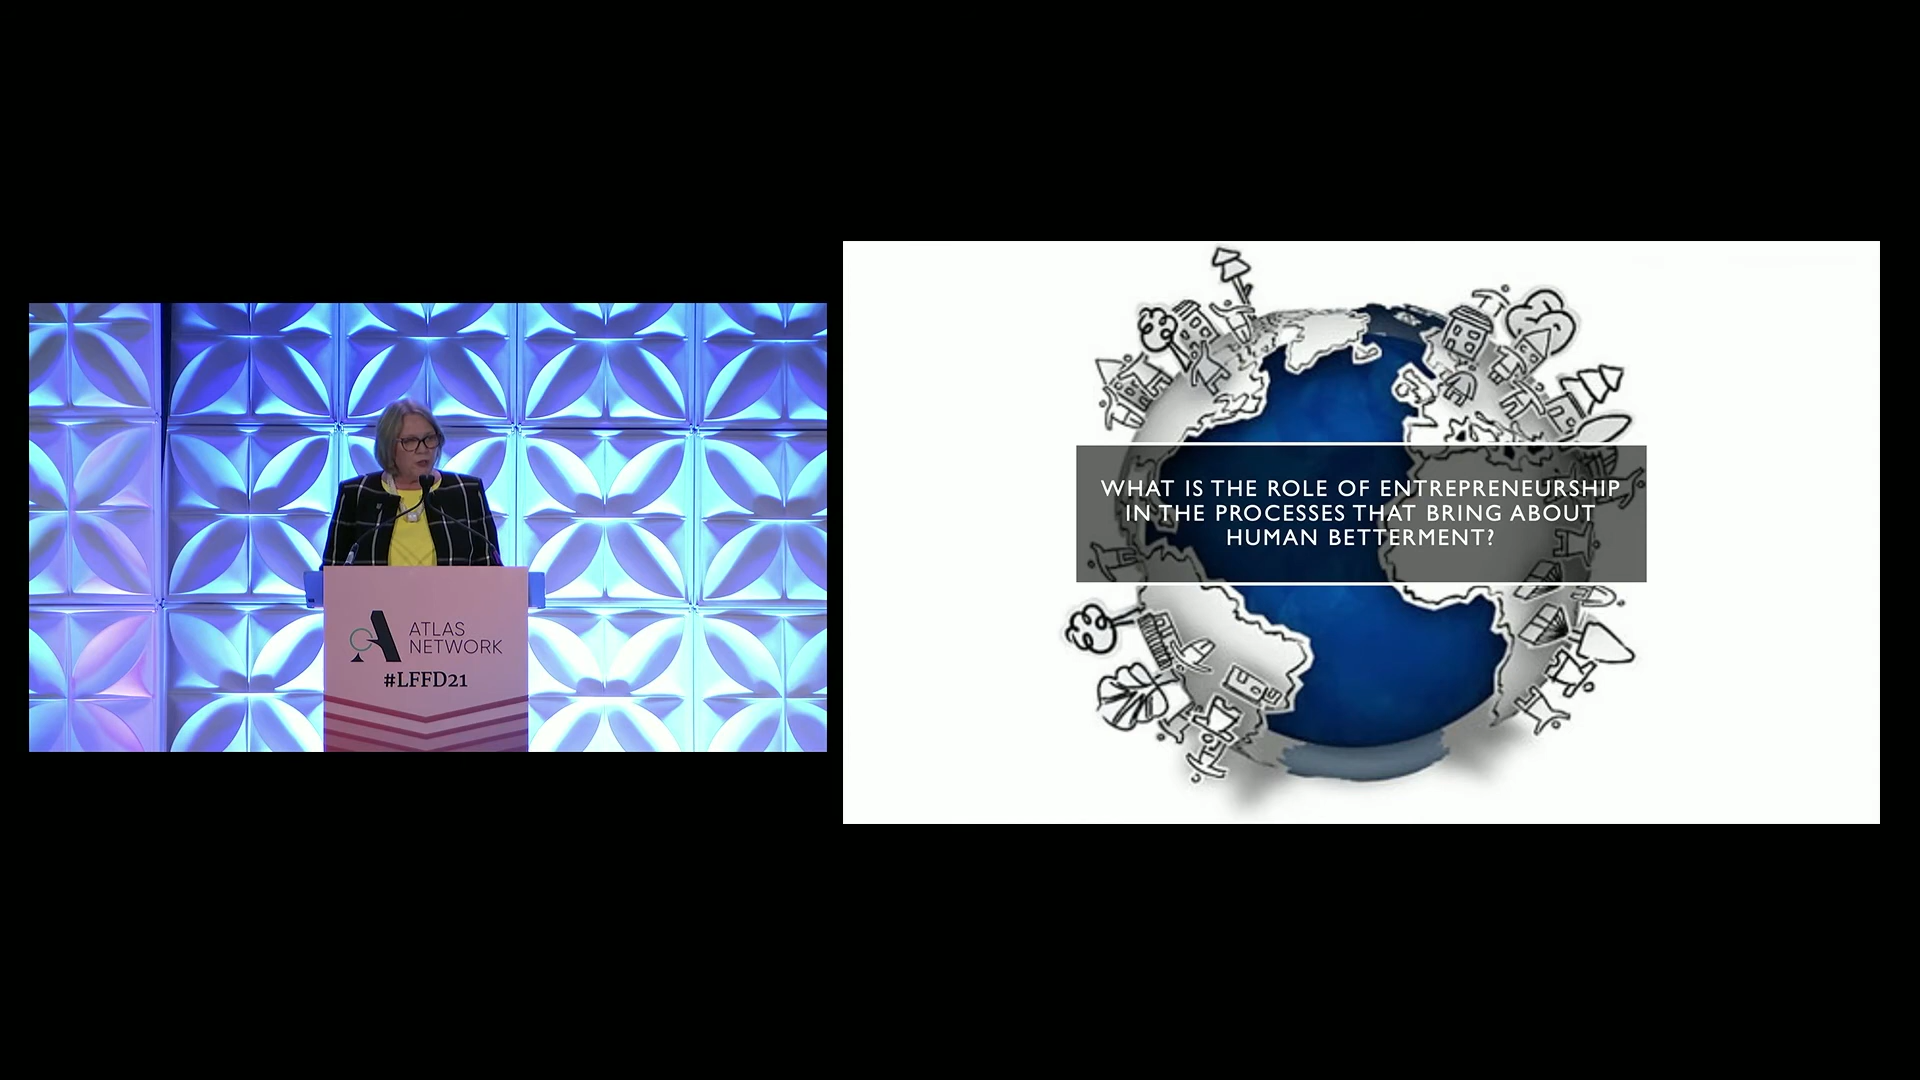 ATLAS
NETWORK
#LFFD21
WHAT IS THE ROLE OF ENTREPRENEURSHIP
IN THE PROCESSES THAT BRING ABOUT
HUMAN BETTERMENT?